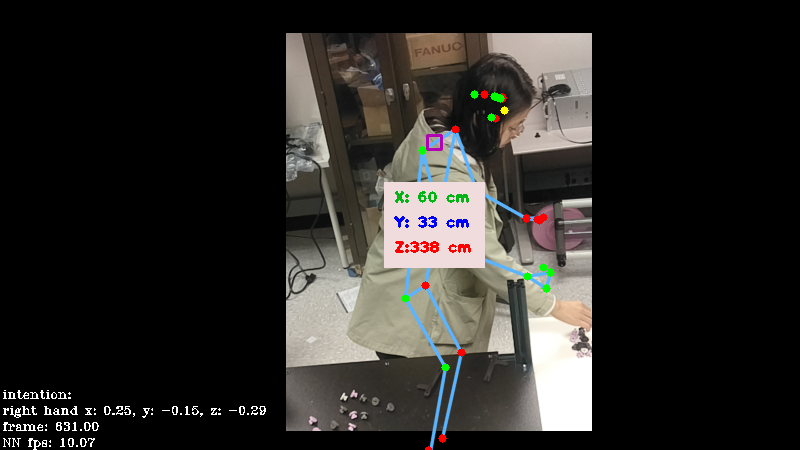 FANUC
X: 60 cm
Y: 33 cm
Z:338 cm
intention:
right hand x: 0.25, y: -0.15, z: -0.29
frame: 631.00
NN fps: 10.07